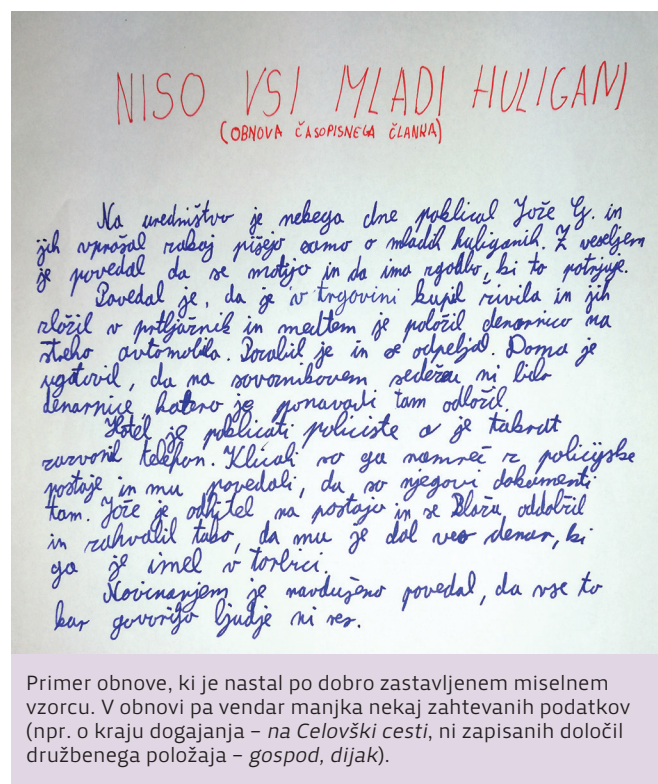 NISO VSI MLADI HULIGANI
(OBNOVA ČASOPISNEGA ČLANKA)
Na uredništvo je nekega dne poklical Jože G. in
jih vprašal zakaj pišejo samo o mladih huliganih. Z veseljem
je povedal da se motijo in da ima zgodbo, ki to potrjuje.
Povedal je, da je v trgovini kupil živila in jih
zložil v prtljažnik in medtem je položil denarnico na
streho avtomobila. Pozabil je in se odpeljal. Doma je
ugotovil, da na sovoznikovem sedežu ni bilo
denarnice, katero je ponavadi tam odložil.
Hotel je poklicati policiste a je takrat
zazvonil telefon. Klicali so ga namreč z policijske
postaje in mu povedali, da so njegovi dokumenti
tam. Jože je odhitel na postajo in se Blažu oddolžil
in zahvalil tako, da mu je dal ves denar, ki
ga je imel v torbici.
Novinarjem je navdušeno povedal, da vse to
kar govorijo ljudje ni res.
Primer obnove, ki je nastal po dobro zastavljenem miselnem
vzorcu. V obnovi pa vendar manjka nekaj zahtevanih podatkov
(npr. o kraju dogajanja – na Celovški cesti, ni zapisanih določil
družbenega položaja – gospod, dijak).